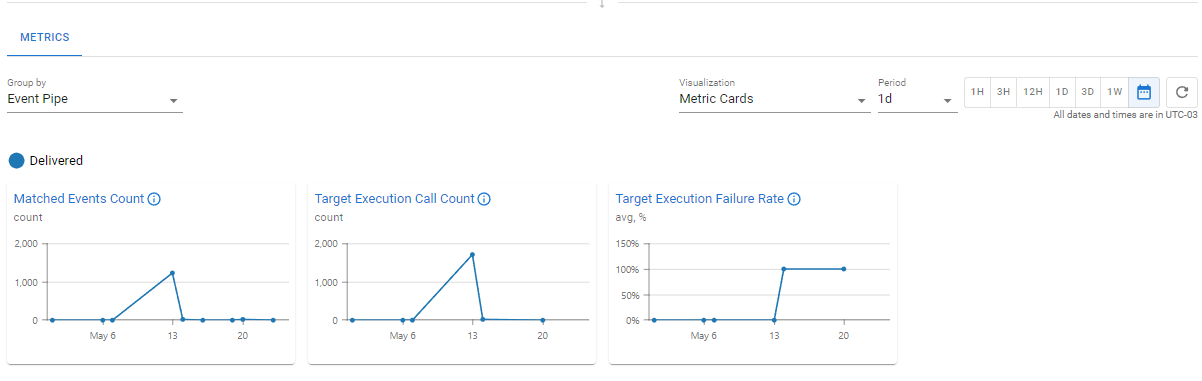 METRICS
Group by
Event Pipe
Visualization
Metric Cards
Period
1d
1H 3H 12H 1D 3D 1W
All dates and times are in UTC-03
Delivered
Matched Events Count
count
2,000
1,000
0
May 6 13 20
Target Execution Call Count
count
2,000
1,000
0
May 6 13 20
Target Execution Failure Rate
avg, %
150%
100%
50%
0%
May 6 13 20